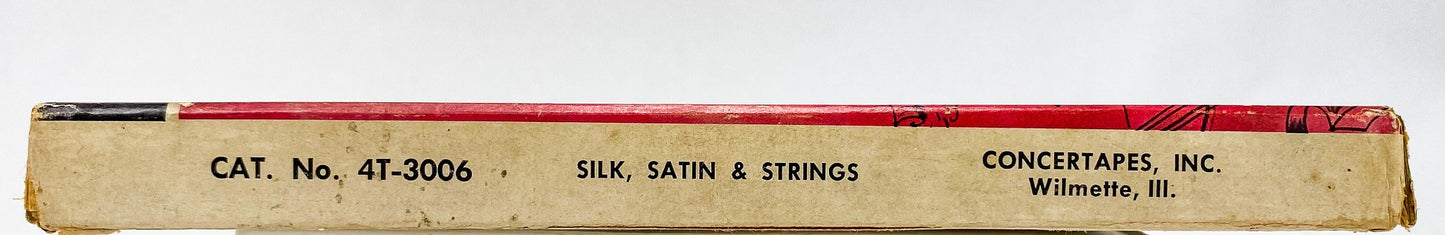 CAT. No. 4T-3006
SILK, SATIN & STRINGS
CONCERTAPES, INC.
Wilmette, Ill.